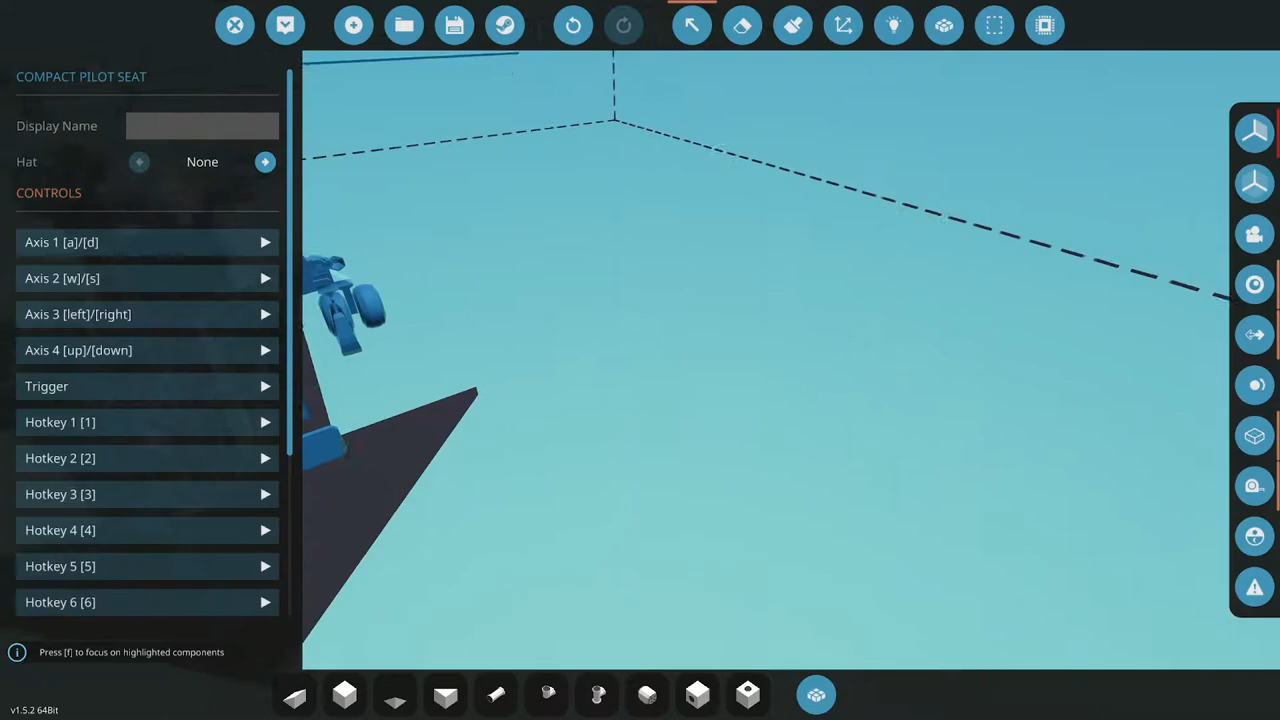 COMPACT PILOT SEAT
Display Name
Hat
None
CONTROLS
Axis 1 [a]/[d]
Axis 2 [w]/[s]
Axis 3 [left]/[right]
Axis 4 [up]/[down]
Trigger
Hotkey 1 [1]
Hotkey 2 [2]
Hotkey 3 [3]
Hotkey 4 [4]
Hotkey 5 [5]
Hotkey 6 [6]
Press [f] to focus on highlighted components
v1.5.2 64Bit